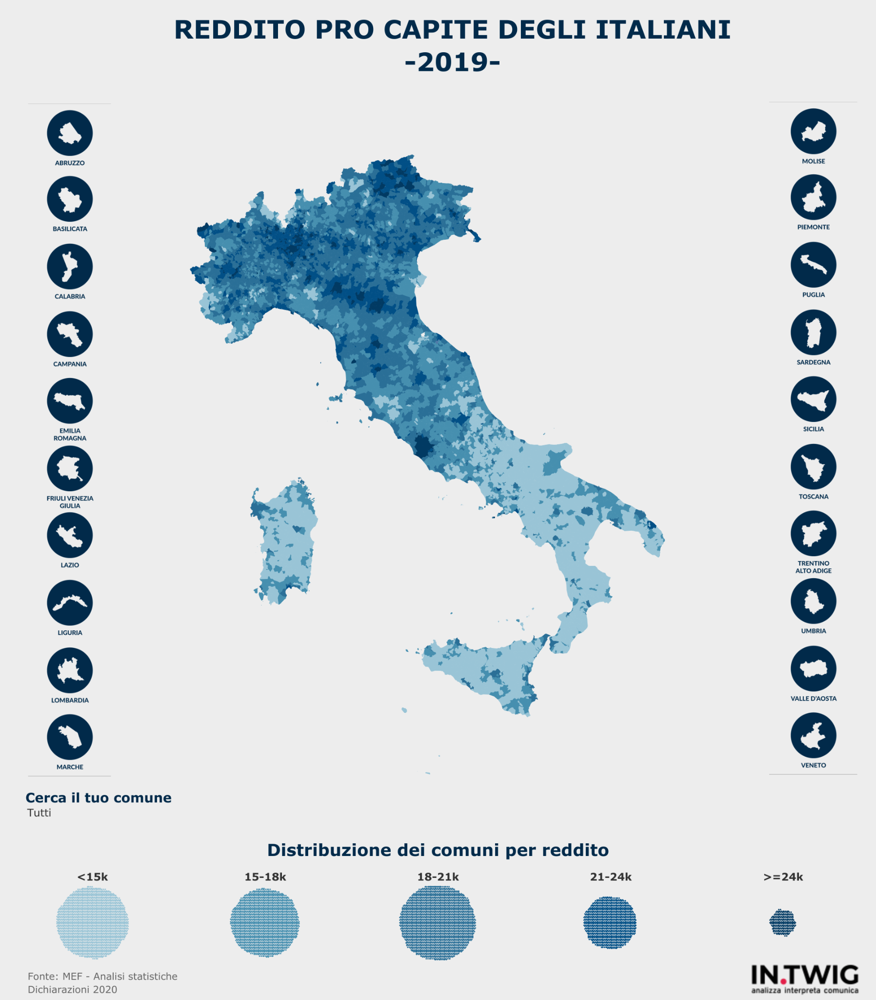 REDDITO PRO CAPITE DEGLI ITALIANI
-2019-
ABRUZZO
BASILICATA
CALABRIA
CAMPANIA
EMILIA
ROMAGNA
FRIULI VENEZIA
GIULIA
LAZIO
LIGURIA
LOMBARDIA
MARCHE
MOLISE
PIEMONTE
PUGLIA
SARDEGNA
SICILIA
TOSCANA
TRENTINO
ALTO ADIGE
UMBRIA
VALLE D'AOSTA
VENETO
Cerca il tuo comune
Tutti
Distribuzione dei comuni per reddito
<15k
15-18k
18-21k
21-24k
>=24k
Fonte: MEF - Analisi statistiche
Dichiarazioni 2020
IN.TWIG
analizza interpreta comunica